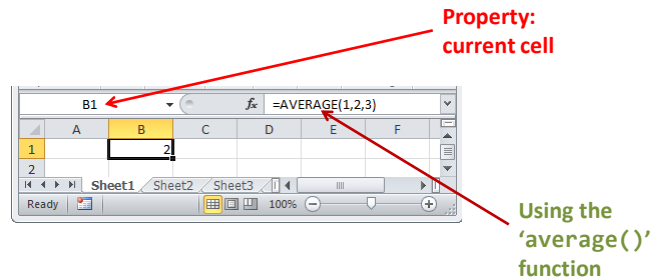 Property:
current cell
B1 fx =AVERAGE(1,2,3)
A B C D E F
1 2
2
Sheet1 Sheet2 Sheet3
Ready 100%
Using the
‘average()’
function